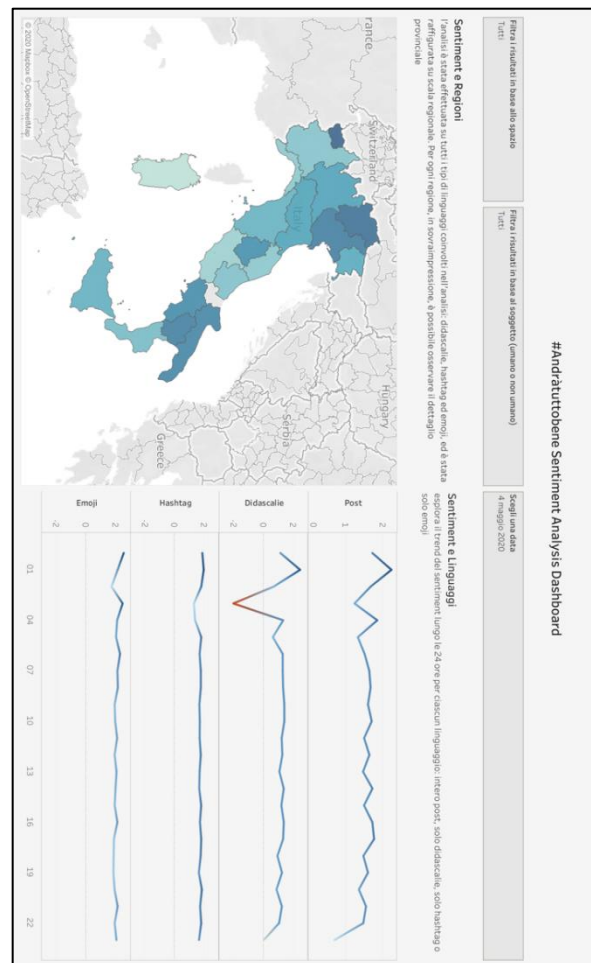 #Andràtuttobene Sentiment Analysis Dashboard
Filtra i risultati in base allo spazio
Tutti
Filtra i risultati in base al soggetto (umano o non umano)
Tutti
Scegli una data
4 maggio 2020
Sentiment e Regioni
l'analisi è stata effettuata su tutti i tipi di linguaggi coinvolti nell'analisi: didascalie, hashtag ed emoji, ed è stata
raffigurata su scala regionale. Per ogni regione, in sovraimpressione, è possibile osservare il dettaglio
provinciale
rance
Switzerland
Italy
Hungary
Serbia
Greece
© 2020 Mapbox © OpenStreetMap
Sentiment e Linguaggi
esplora il trend del sentiment lungo le 24 ore per ciascun linguaggio: intero post, solo didascalie, solo hashtag o
solo emoji
Post
2
1
0
Didascalie
2
0
-2
Hashtag
2
0
-2
Emoji
2
0
-2
01
04
07
10
13
16
19
22